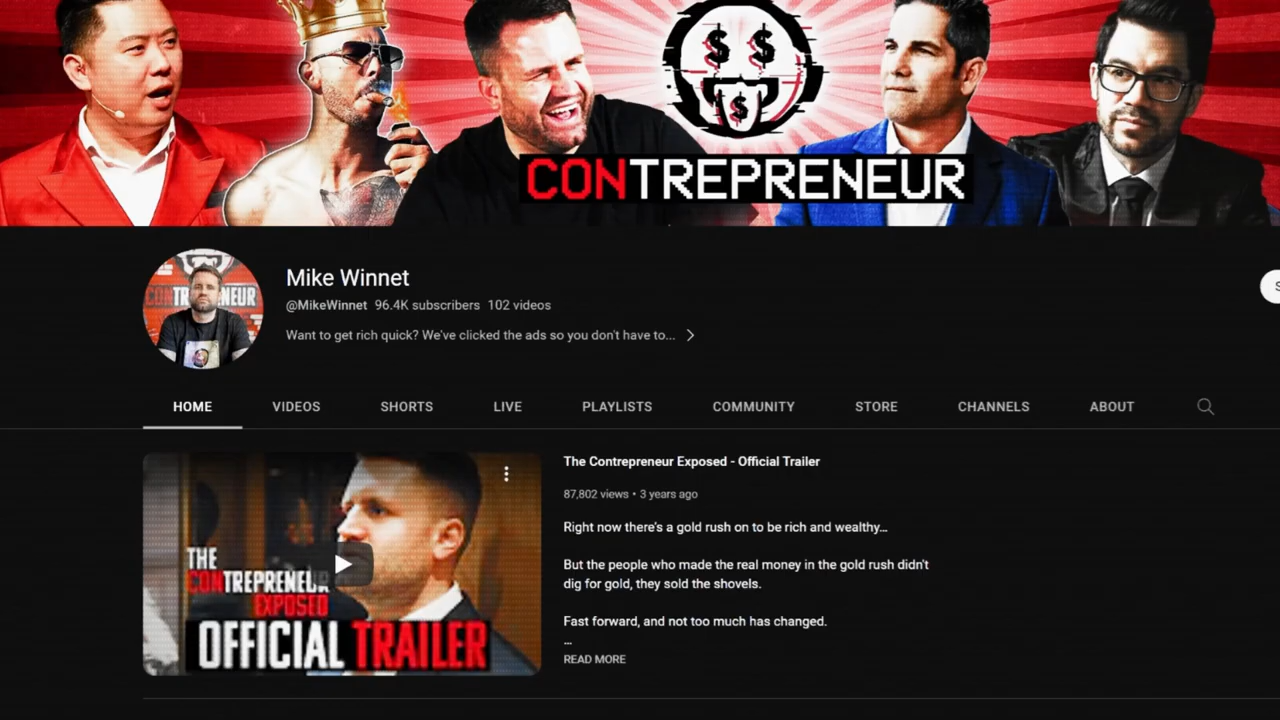 CONTREPRENEUR
Mike Winnet
@MikeWinnet 96.4K subscribers 102 videos
Want to get rich quick? We've clicked the ads so you don't have to...
HOME VIDEOS SHORTS LIVE PLAYLISTS COMMUNITY STORE CHANNELS ABOUT
The Contrepreneur Exposed - Official Trailer
87,802 views • 3 years ago
Right now there's a gold rush on to be rich and wealthy...
But the people who made the real money in the gold rush didn't
dig for gold, they sold the shovels.
Fast forward, and not too much has changed.
...
READ MORE
THE
CONTREPRENEUR
EXPOSED
OFFICIAL TRAILER